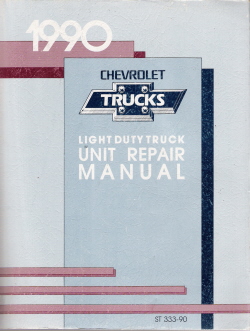 1990
CHEVROLET
TRUCKS
LIGHT DUTY TRUCK
UNIT REPAIR
MANUAL
ST 333-90